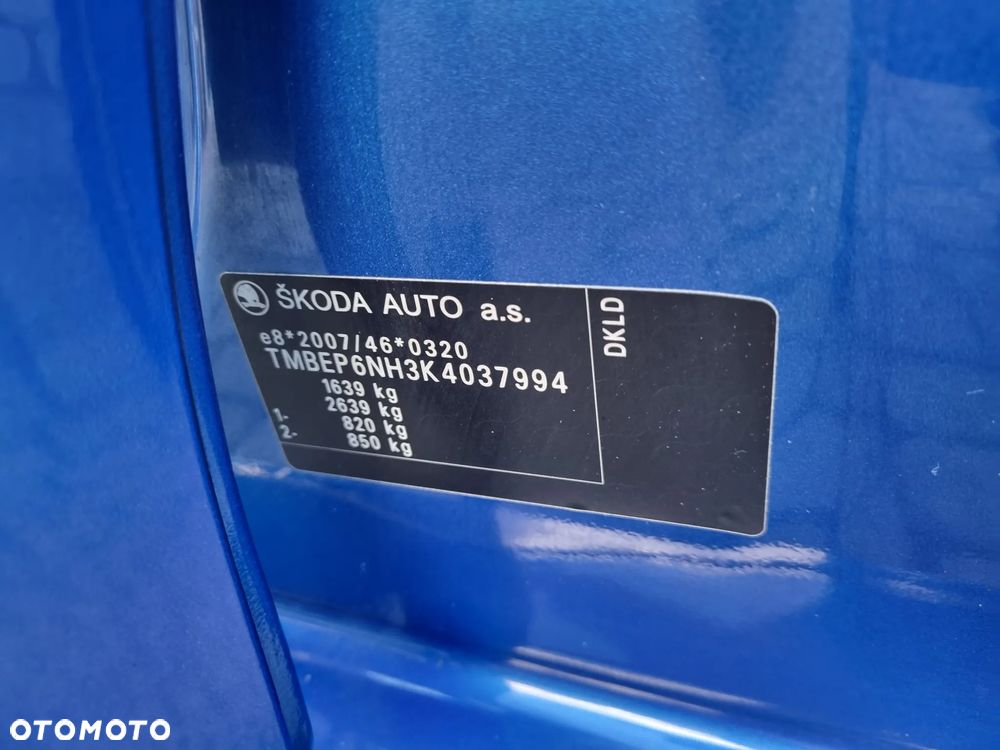 ŠKODA AUTO a.s.
e8*2007/46*0320
TMBEP6NH3K4037994
1639 kg
2639 kg
1- 820 kg
2- 850 kg
DKLD
OTOMOTO